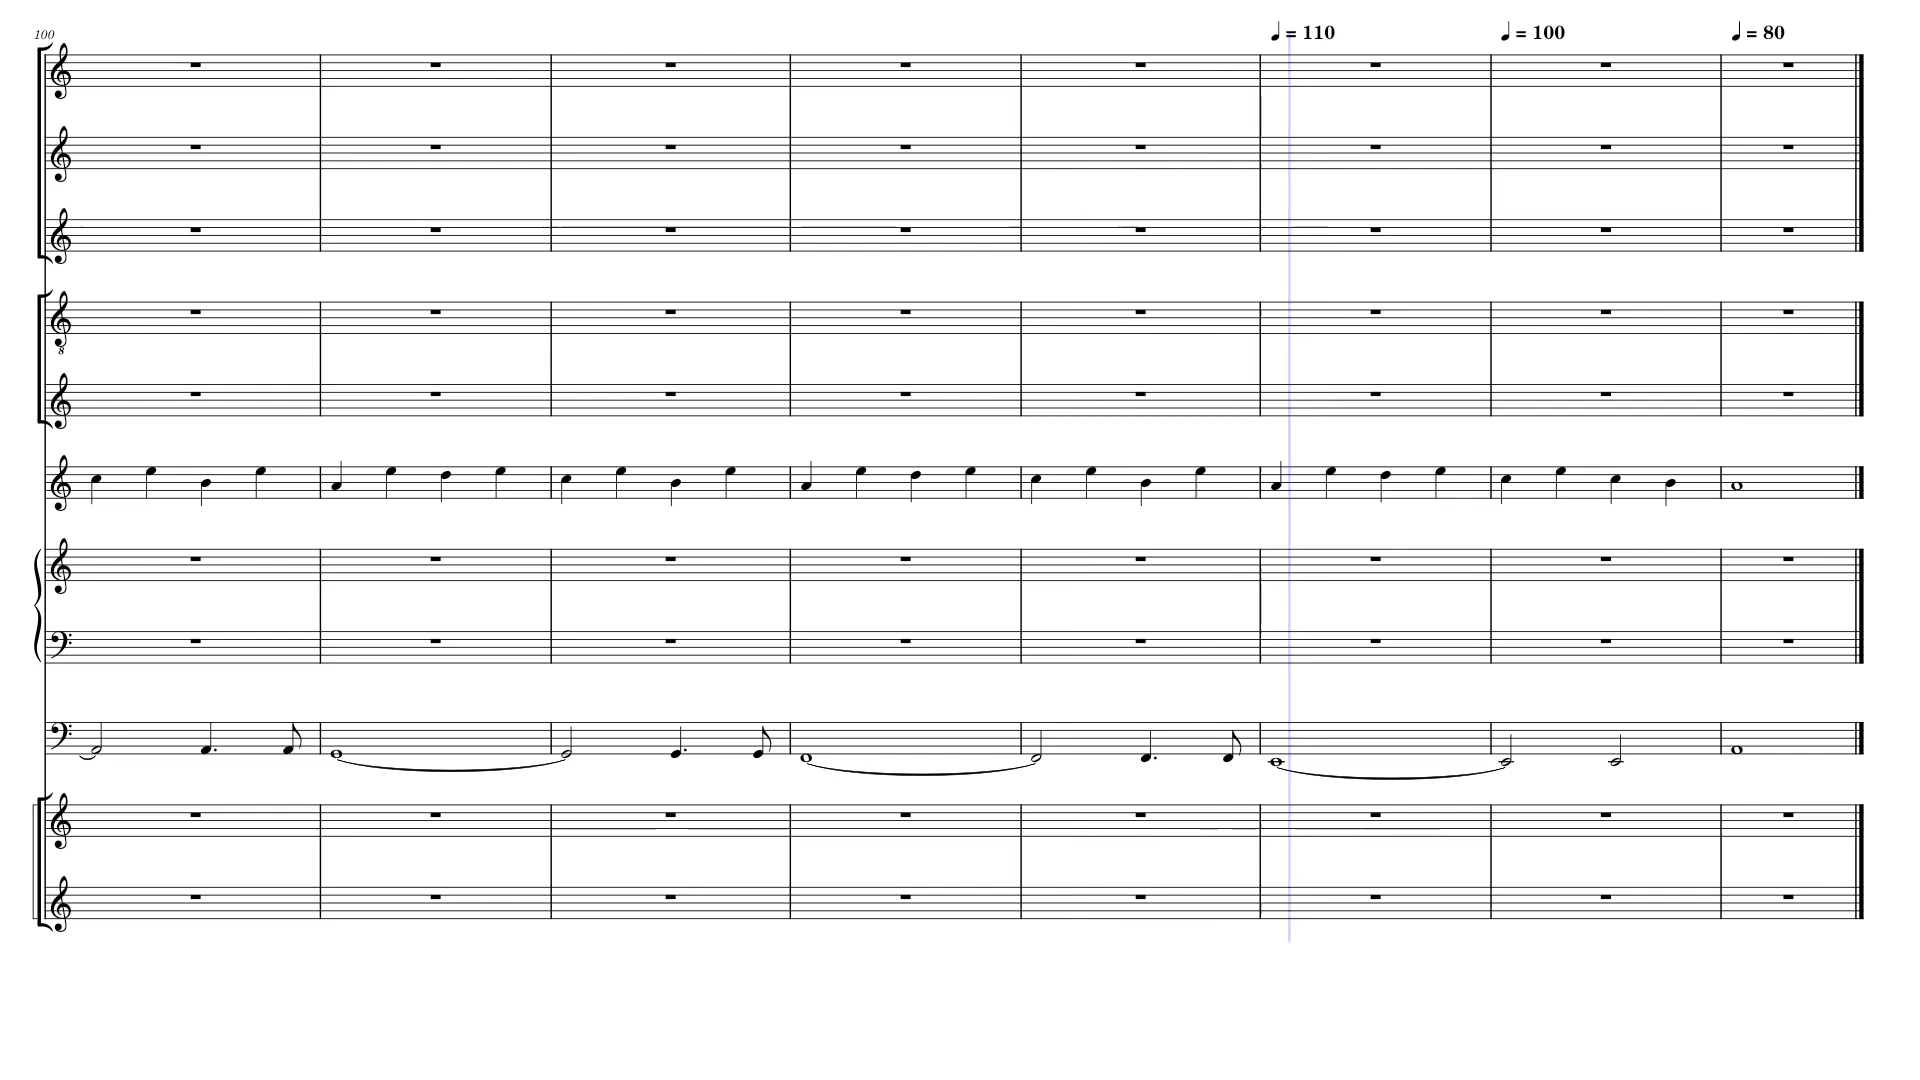 100
♩ = 110
♩ = 100
♩ = 80
8